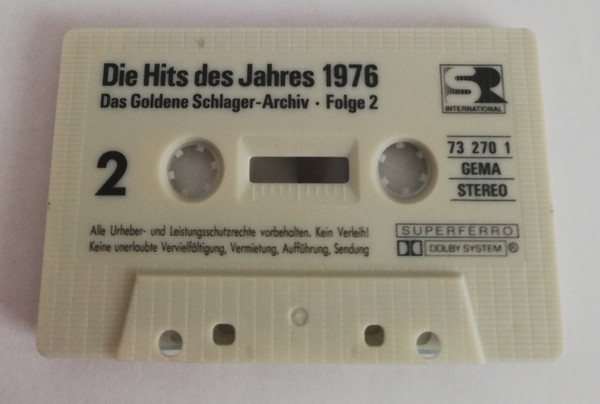 Die Hits des Jahres 1976
Das Goldene Schlager-Archiv · Folge 2
SR
INTERNATIONAL
2
73 270 1
GEMA
STEREO
Alle Urheber- und Leistungsschutzrechte vorbehalten. Kein Verleih!
Keine unerlaubte Vervielfältigung, Vermietung, Aufführung, Sendung
SUPERFERRO
DOLBY SYSTEM ®